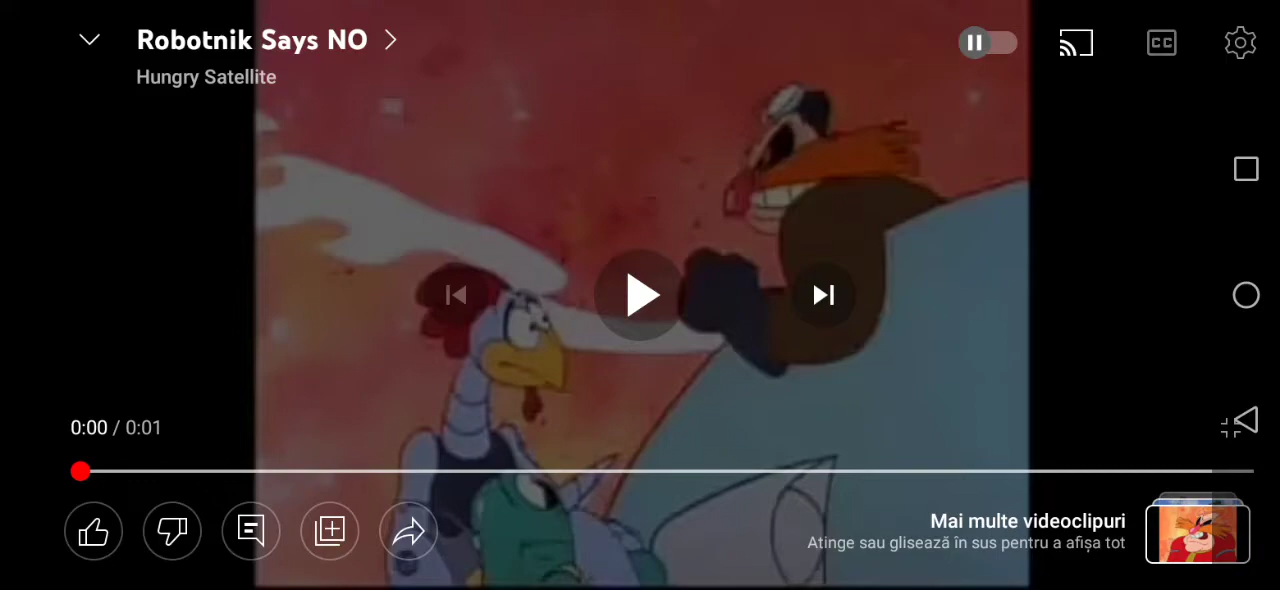 Robotnik Says NO
Hungry Satellite
CC
0:00 / 0:01
Mai multe videoclipuri
Atinge sau glisează în sus pentru a afișa tot